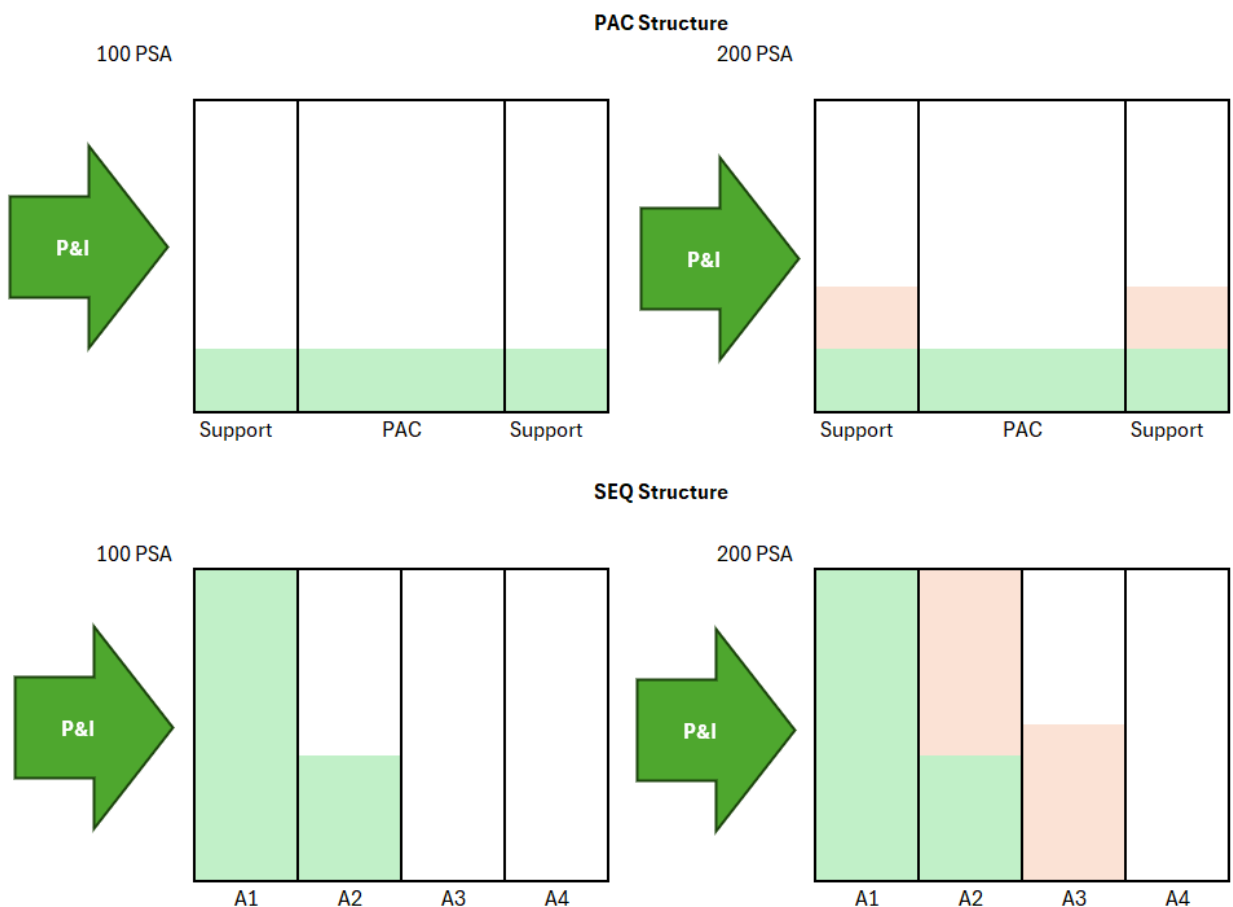 PAC Structure
100 PSA
200 PSA
P&I
P&I
Support PAC Support
Support PAC Support
SEQ Structure
100 PSA
200 PSA
P&I
P&I
A1 A2 A3 A4
A1 A2 A3 A4